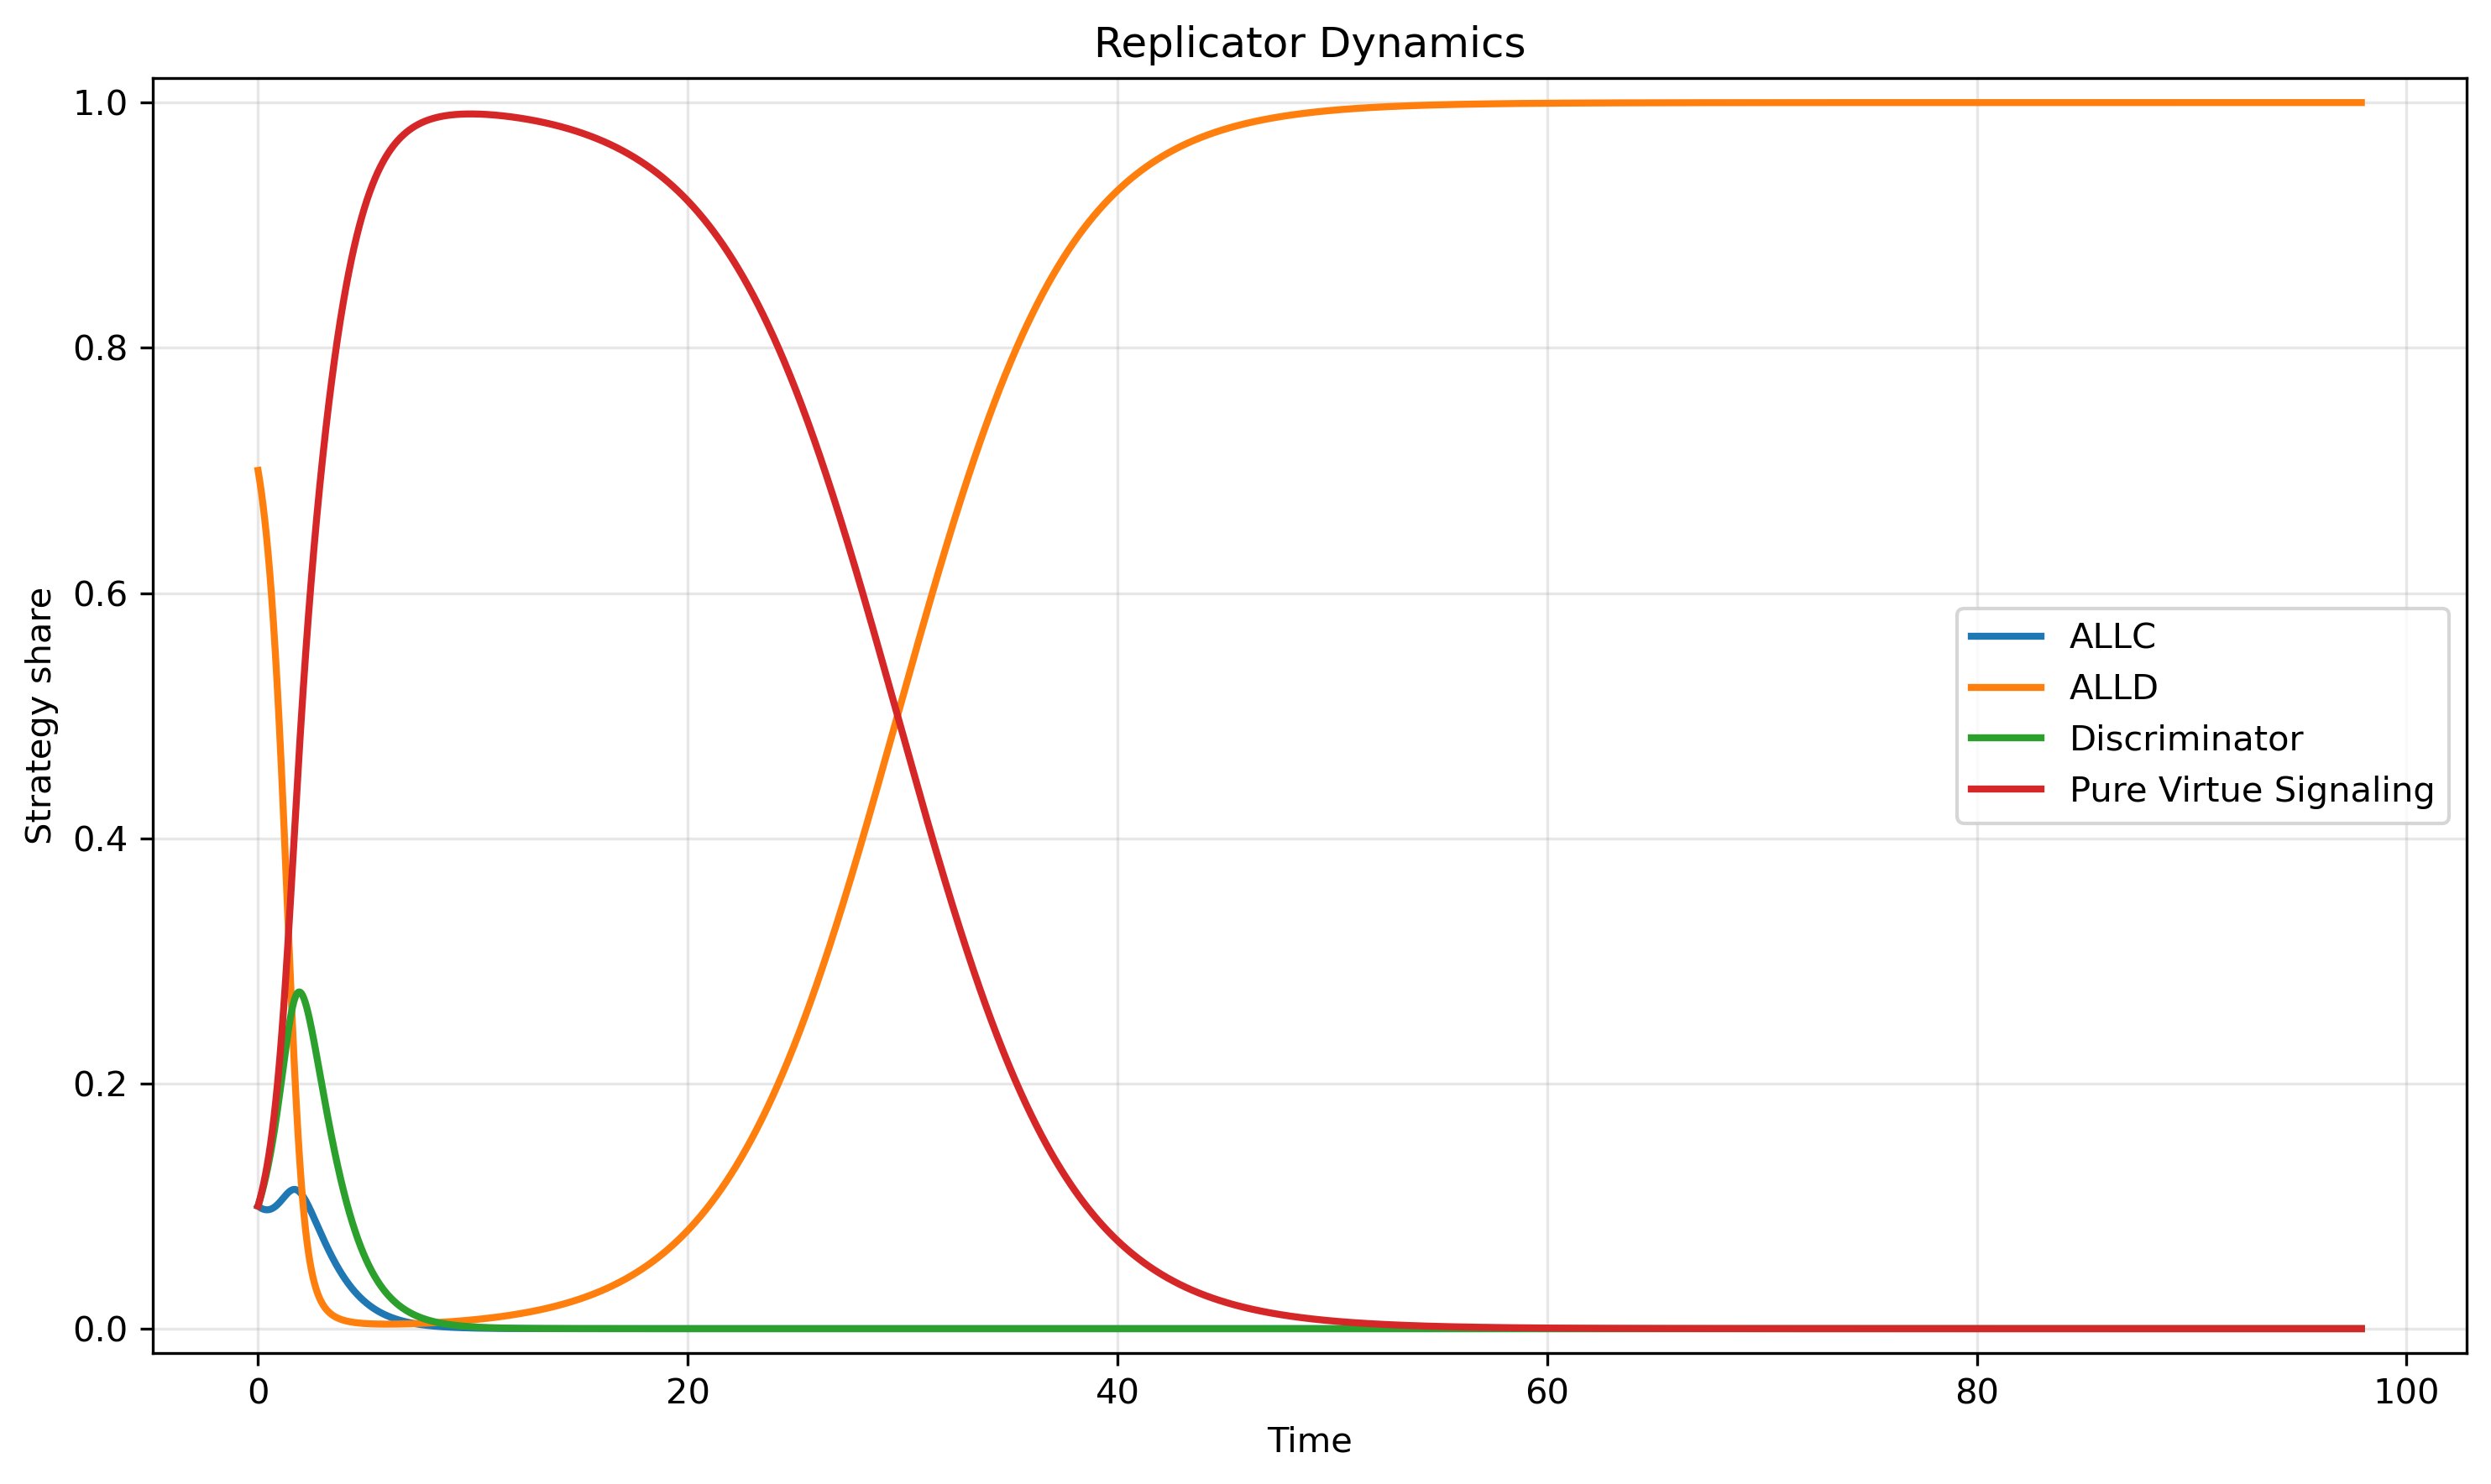 Replicator Dynamics
Strategy share
1.0
0.8
0.6
0.4
0.2
0.0
ALLC
ALLD
Discriminator
Pure Virtue Signaling
0
20
40
60
80
100
Time